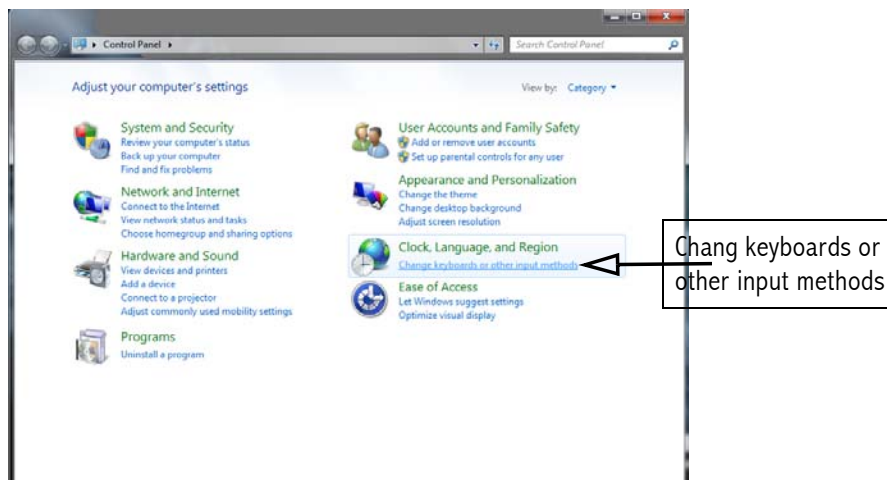 Control Panel
Search Control Panel
Adjust your computer's settings
View by: Category
System and Security
Review your computer's status
Back up your computer
Find and fix problems
Network and Internet
Connect to the Internet
View network status and tasks
Choose homegroup and sharing options
Hardware and Sound
View devices and printers
Add a device
Connect to a projector
Adjust commonly used mobility settings
Programs
Uninstall a program
User Accounts and Family Safety
Add or remove user accounts
Set up parental controls for any user
Appearance and Personalization
Change the theme
Change desktop background
Adjust screen resolution
Clock, Language, and Region
Change keyboards or other input methods
Ease of Access
Let Windows suggest settings
Optimize visual display
Chang keyboards or
other input methods